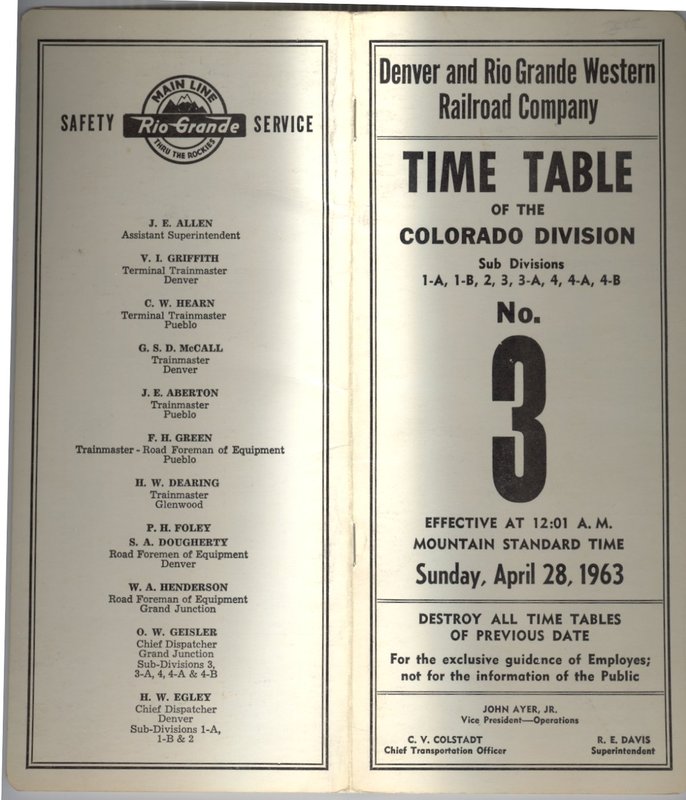 SAFETY
MAIN LINE
Rio Grande
THRU THE ROCKIES
SERVICE
J. E. ALLEN
Assistant Superintendent
V. I. GRIFFITH
Terminal Trainmaster
Denver
C. W. HEARN
Terminal Trainmaster
Pueblo
G. S. D. McCALL
Trainmaster
Denver
J. E. ABERTON
Trainmaster
Pueblo
F. H. GREEN
Trainmaster - Road Foreman of Equipment
Pueblo
H. W. DEARING
Trainmaster
Glenwood
P. H. FOLEY
S. A. DOUGHERTY
Road Foremen of Equipment
Denver
W. A. HENDERSON
Road Foreman of Equipment
Grand Junction
O. W. GEISLER
Chief Dispatcher
Grand Junction
Sub-Divisions 3,
3-A, 4, 4-A & 4-B
H. W. EGLEY
Chief Dispatcher
Denver
Sub-Divisions 1-A,
1-B & 2
Denver and Rio Grande Western
Railroad Company
TIME TABLE
OF THE
COLORADO DIVISION
Sub Divisions
1-A, 1-B, 2, 3, 3-A, 4, 4-A, 4-B
No.
3
EFFECTIVE AT 12:01 A. M.
MOUNTAIN STANDARD TIME
Sunday, April 28, 1963
DESTROY ALL TIME TABLES
OF PREVIOUS DATE
For the exclusive guidance of Employes;
not for the information of the Public
JOHN AYER, JR.
Vice President—Operations
C. V. COLSTADT
Chief Transportation Officer
R. E. DAVIS
Superintendent